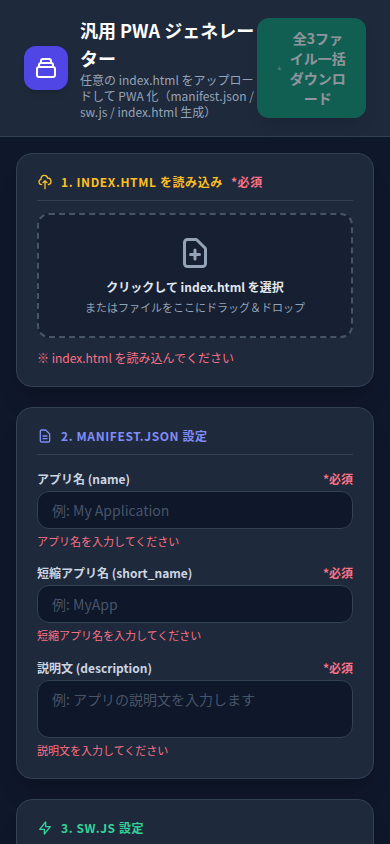 汎用 PWA ジェネレー
ター
任意の index.html をアップロー
ドして PWA 化（manifest.json /
sw.js / index.html 生成）
全3ファ
イル一括
ダウンロ
ード
1. INDEX.HTML を読み込み *必須
クリックして index.html を選択
またはファイルをここにドラッグ＆ドロップ
※ index.html を読み込んでください
2. MANIFEST.JSON 設定
アプリ名 (name) *必須
例: My Application
アプリ名を入力してください
短縮アプリ名 (short_name) *必須
例: MyApp
短縮アプリ名を入力してください
説明文 (description) *必須
例: アプリの説明文を入力します
説明文を入力してください
3. SW.JS 設定